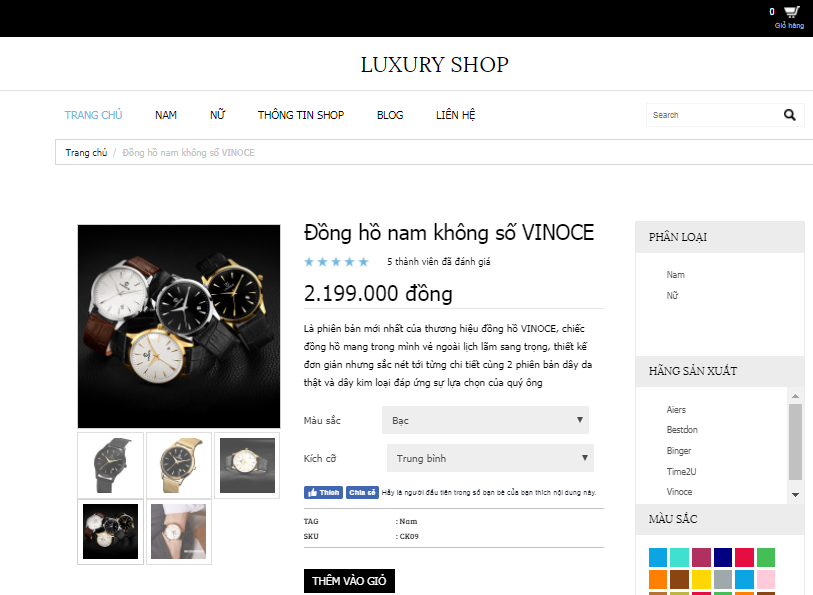 0
Giỏ hàng
LUXURY SHOP
TRANG CHỦ NAM NỮ THÔNG TIN SHOP BLOG LIÊN HỆ Search
Trang chủ / Đồng hồ nam không số VINOCE
Đồng hồ nam không số VINOCE
5 thành viên đã đánh giá
2.199.000 đồng
Là phiên bản mới nhất của thương hiệu đồng hồ VINOCE, chiếc
đồng hồ mang trong mình vẻ ngoài lịch lãm sang trọng, thiết kế
đơn giản nhưng sắc nét tới từng chi tiết cùng 2 phiên bản dây da
thật và dây kim loại đáp ứng sự lựa chọn của quý ông
Màu sắc Bạc
Kích cỡ Trung bình
Thích Chia sẻ Hãy là người đầu tiên trong số bạn bè của bạn thích nội dung này.
TAG : Nam
SKU : CK09
THÊM VÀO GIỎ
PHÂN LOẠI
Nam
Nữ
HÃNG SẢN XUẤT
Aiers
Bestdon
Binger
Time2U
Vinoce
MÀU SẮC